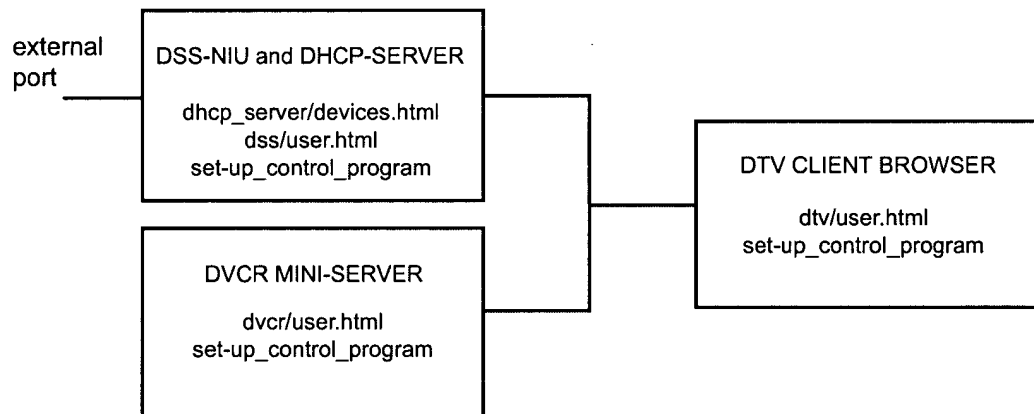 external
port
DSS-NIU and DHCP-SERVER
dhcp_server/devices.html
dss/user.html
set-up_control_program
DVCR MINI-SERVER
dvcr/user.html
set-up_control_program
DTV CLIENT BROWSER
dtv/user.html
set-up_control_program